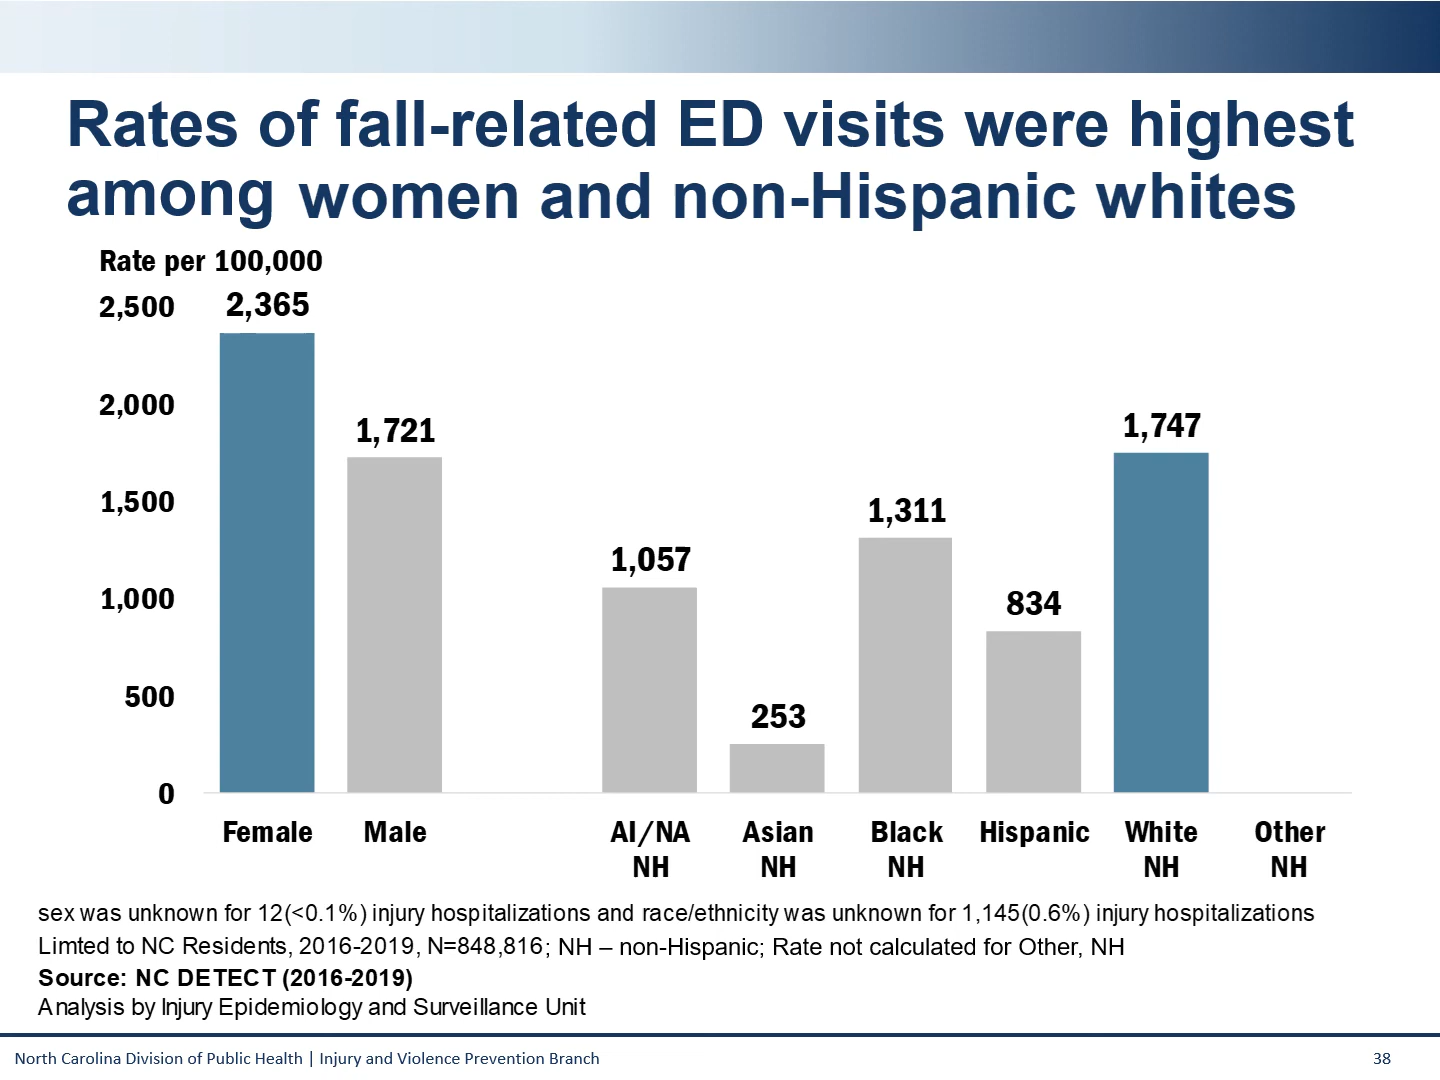 Rates of fall-related ED visits were highest
among women and non-Hispanic whites
Rate per 100,000
2,500
2,000
1,500
1,000
500
0
2,365
1,721
1,057
253
1,311
834
1,747
Female Male AI/NA Asian Black Hispanic White Other
NH NH NH NH NH
sex was unknown for 12(<0.1%) injury hospitalizations and race/ethnicity was unknown for 1,145(0.6%) injury hospitalizations
Limted to NC Residents, 2016-2019, N=848,816; NH – non-Hispanic; Rate not calculated for Other, NH
Source: NC DETECT (2016-2019)
Analysis by Injury Epidemiology and Surveillance Unit
North Carolina Division of Public Health | Injury and Violence Prevention Branch 38